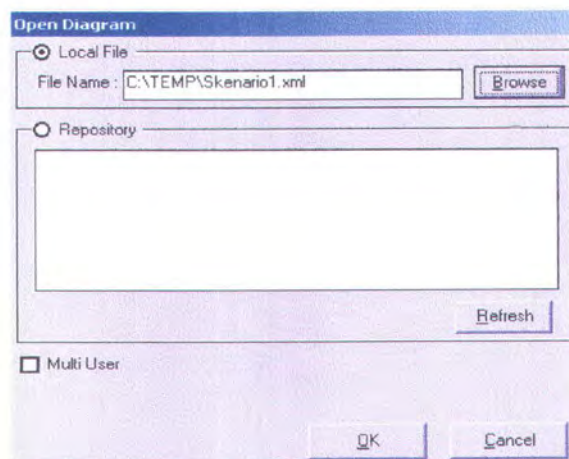 Open Diagram
Local File
File Name : C:\TEMP\Skenario1.xml Browse
Repository
Refresh
Multi User
OK Cancel